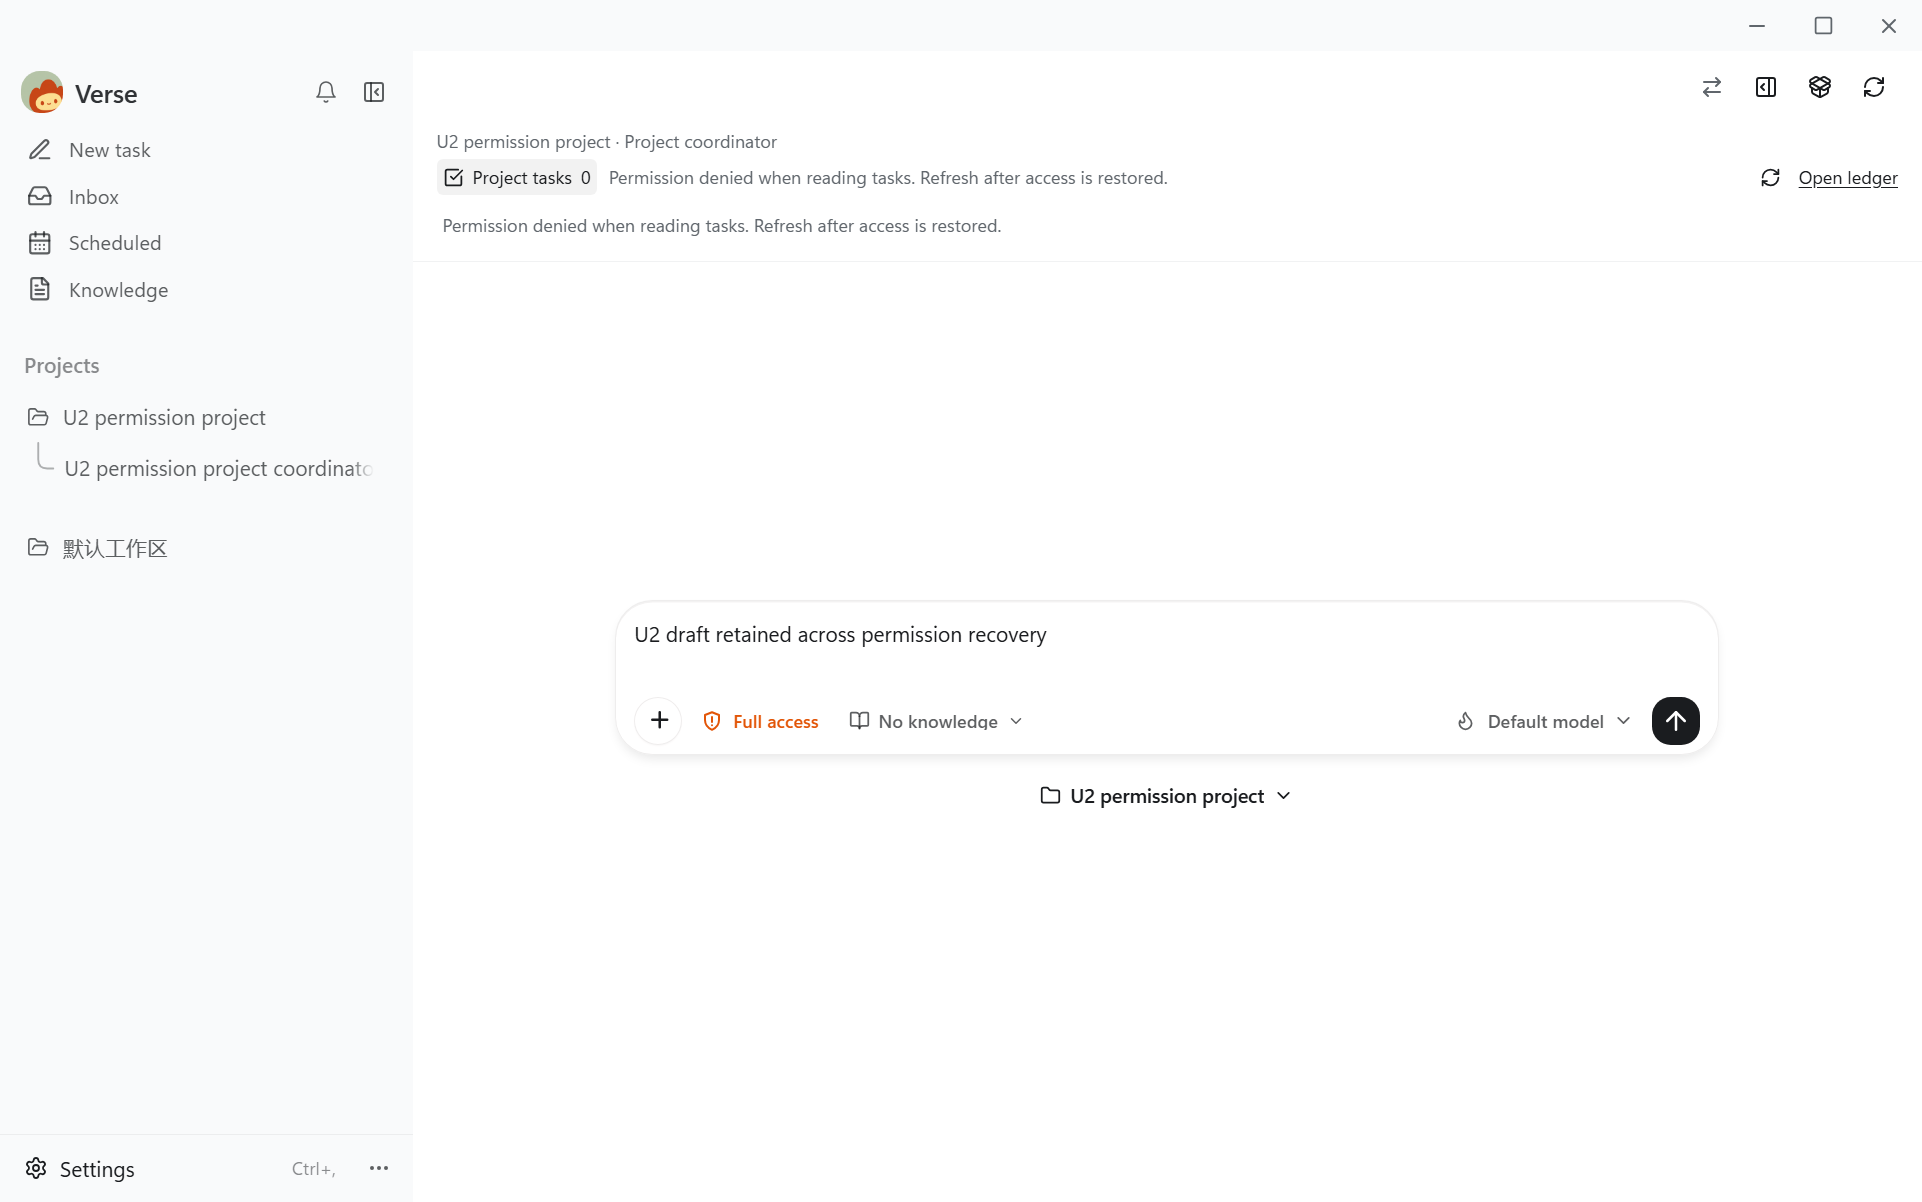 Verse
New task
Inbox
Scheduled
Knowledge
Projects
U2 permission project
U2 permission project coordinato
默认工作区
Settings Ctrl+,
U2 permission project · Project coordinator
Project tasks 0 Permission denied when reading tasks. Refresh after access is restored. Open ledger
Permission denied when reading tasks. Refresh after access is restored.
U2 draft retained across permission recovery
Full access No knowledge Default model
U2 permission project